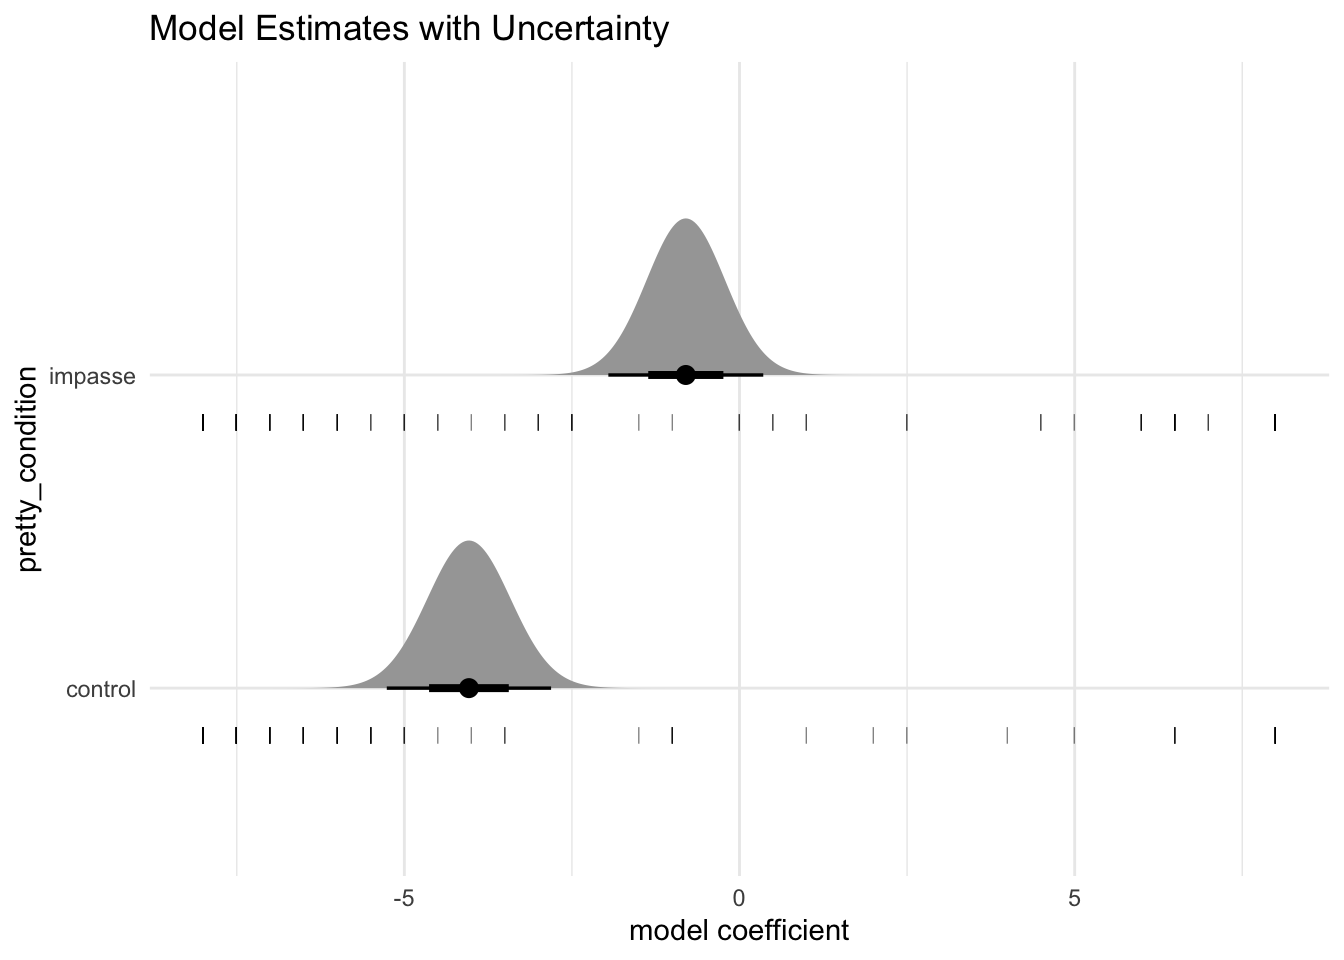 Model Estimates with Uncertainty
pretty_condition
impasse
control
-5 0 5
model coefficient